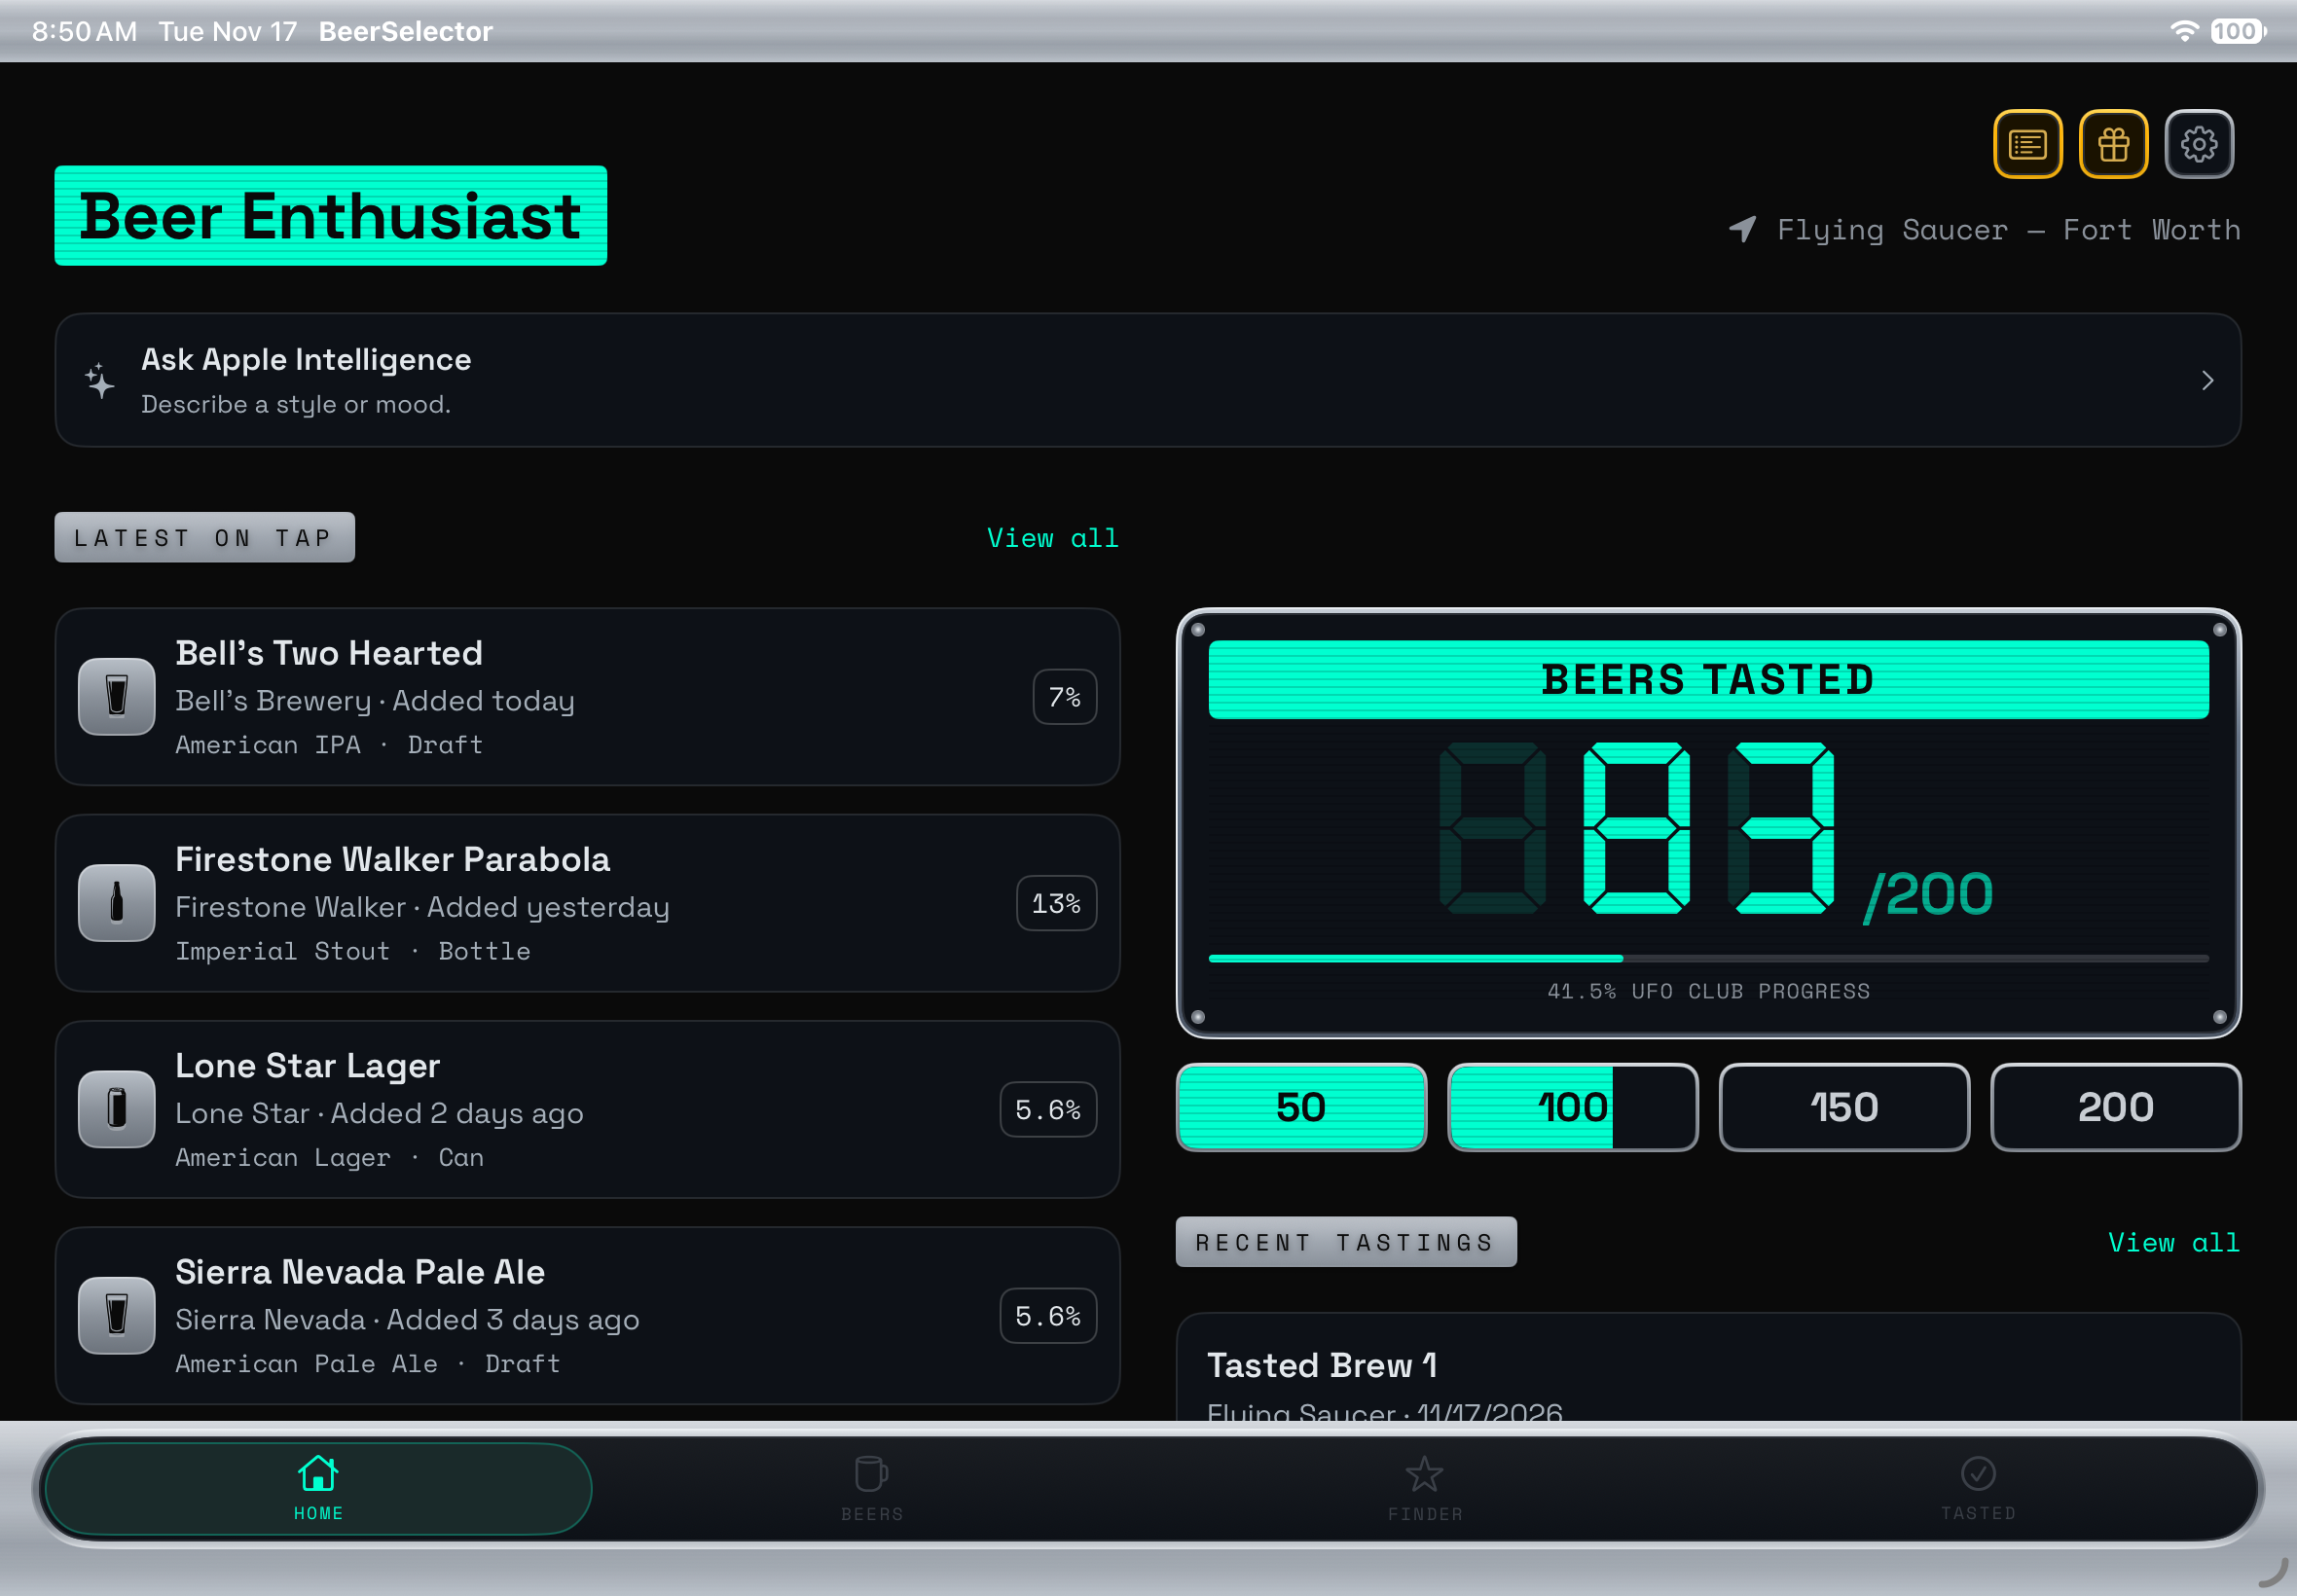 8:50 AM Tue Nov 17 BeerSelector
100
Beer Enthusiast
Flying Saucer — Fort Worth
Ask Apple Intelligence
Describe a style or mood.
LATEST ON TAP
View all
Bell's Two Hearted
Bell's Brewery · Added today
American IPA · Draft
7%
Firestone Walker Parabola
Firestone Walker · Added yesterday
Imperial Stout · Bottle
13%
Lone Star Lager
Lone Star · Added 2 days ago
American Lager · Can
5.6%
Sierra Nevada Pale Ale
Sierra Nevada · Added 3 days ago
American Pale Ale · Draft
5.6%
BEERS TASTED
83 /200
41.5% UFO CLUB PROGRESS
50 100 150 200
RECENT TASTINGS
View all
Tasted Brew 1
Flying Saucer · 11/17/2026
HOME BEERS FINDER TASTED